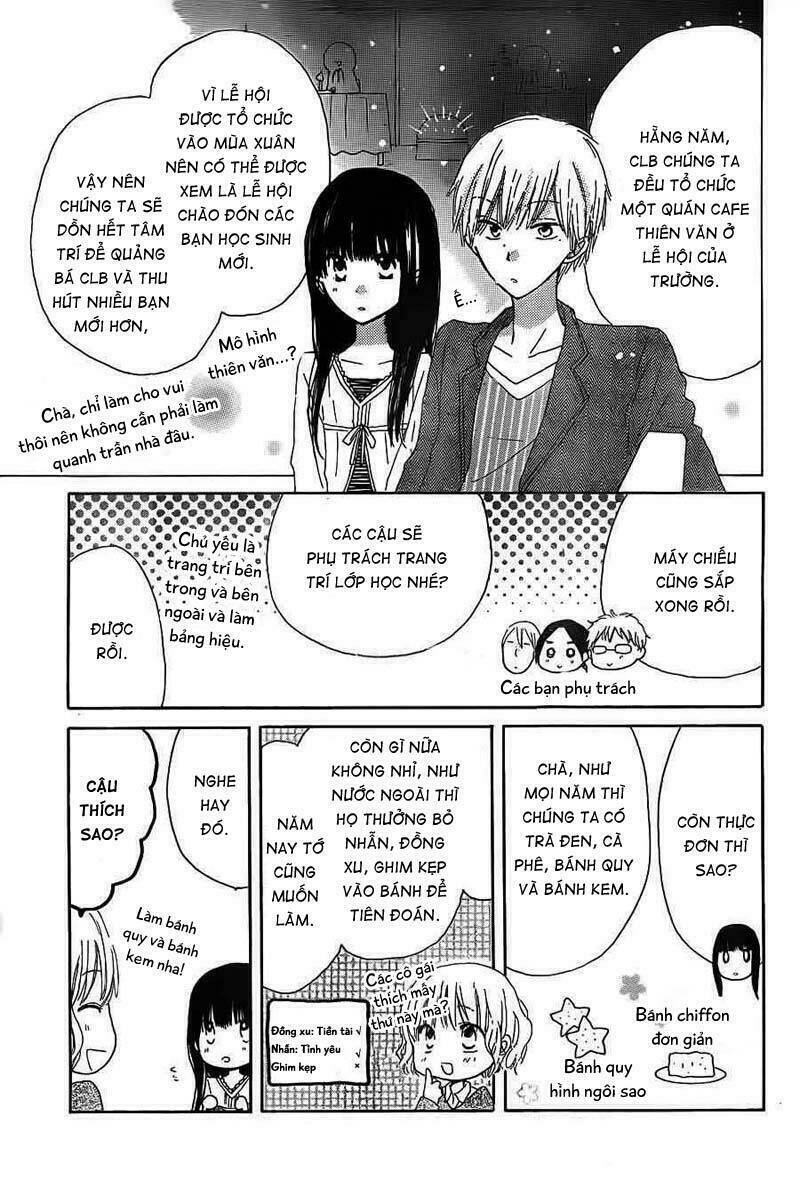 HẰNG NĂM,
CLB CHÚNG TA
ĐỀU TỔ CHỨC
MỘT QUÁN CAFE
THIÊN VĂN Ở
LỄ HỘI CỦA
TRƯỜNG.
VÌ LỄ HỘI
ĐƯỢC TỔ CHỨC
VÀO MÙA XUÂN
NÊN CÓ THỂ ĐƯỢC
XEM LÀ LỄ HỘI
CHÀO ĐÓN CÁC
BẠN HỌC SINH
MỚI.
VẬY NÊN
CHÚNG TA SẼ
DỒN HẾT TÂM
TRÍ ĐỂ QUẢNG
BÁ CLB VÀ THU
HÚT NHIỀU BẠN
MỚI HƠN,
Ê...
Mô hình
thiên văn...?
Chà, chỉ làm cho vui
thôi nên không cần phải làm
quanh trần nhà đâu.
MÁY CHIẾU
CŨNG SẮP
XONG RỒI.
Các bạn phụ trách
CÁC CẬU SẼ
PHỤ TRÁCH TRANG
TRÍ LỚP HỌC NHÉ?
Chủ yếu là
trang trí bên
trong và bên
ngoài và làm
bảng hiệu.
ĐƯỢC
RỒI.
CÒN THỰC
ĐƠN THÌ
SAO?
CHÀ, NHƯ
MỌI NĂM THÌ
CHÚNG TA CÓ
TRÀ ĐEN, CÀ
PHÊ, BÁNH QUY
VÀ BÁNH KEM.
Bánh chiffon
đơn giản
Bánh quy
hình ngôi sao
CÒN GÌ NỮA
KHÔNG NHỈ, NHƯ
NƯỚC NGOÀI THÌ
HỌ THƯỞNG BỎ
NHẪN, ĐỒNG
XU, GHIM KẸP
VÀO BÁNH ĐỂ
TIÊN ĐOÁN.
NĂM
NAY TỚ
CŨNG
MUỐN
LÀM.
Các cô gái
thích mấy
thứ này mà?
Đồng xu: Tiền tài √
Nhẫn: Tình yêu √
Ghim kẹp ×
NGHE
HAY
ĐÓ.
CẬU
THÍCH
SAO?
Làm bánh
quy và bánh
kem nha!